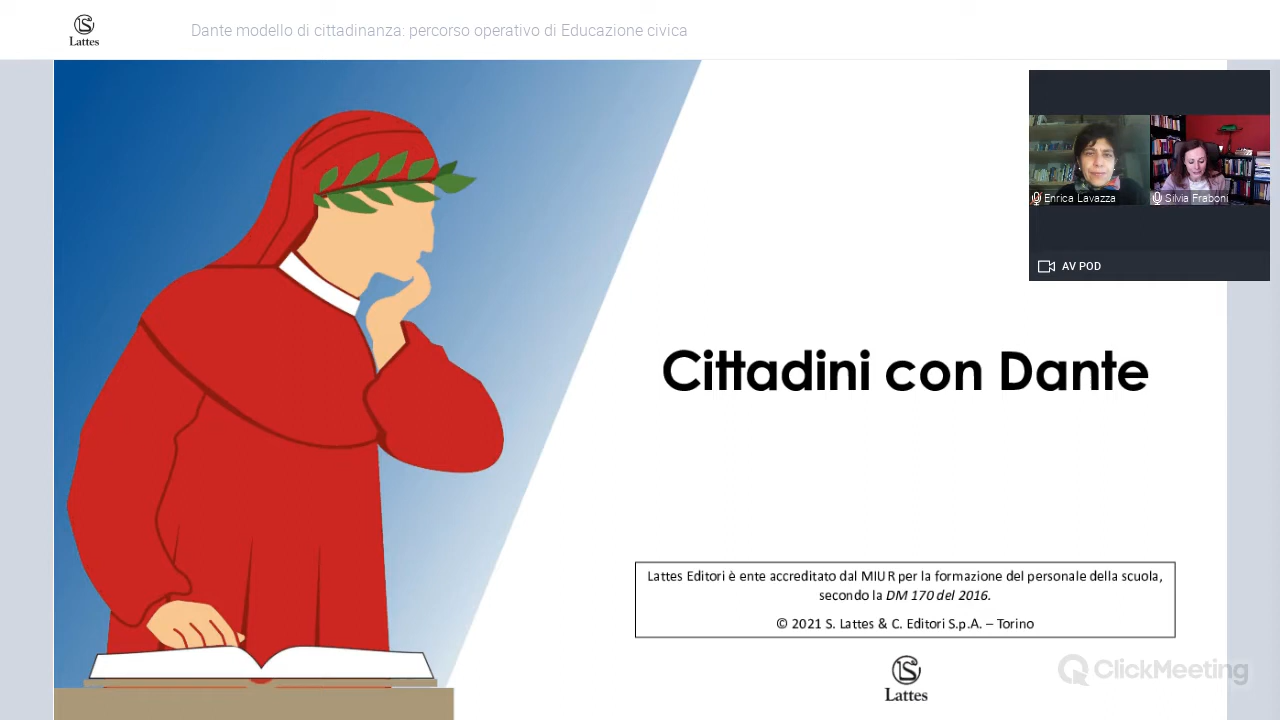 Lattes
Dante modello di cittadinanza: percorso operativo di Educazione civica
Enrica Lavazza
Silvia Fraboni
AV POD
Cittadini con Dante
Lattes Editori è ente accreditato dal MIUR per la formazione del personale della scuola,
secondo la DM 170 del 2016.
© 2021 S. Lattes & C. Editori S.p.A. – Torino
Lattes
ClickMeeting